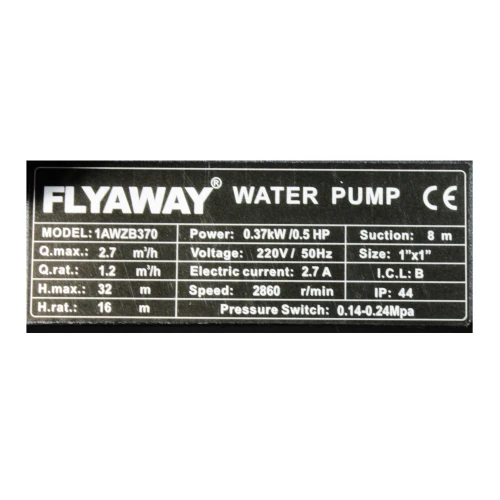 FLYAWAY® WATER PUMP CE
MODEL: 1AWZB370 Power: 0.37kW /0.5 HP Suction: 8 m
Q.max.: 2.7 m³/h Voltage: 220V / 50Hz Size: 1"x1"
Q.rat.: 1.2 m³/h Electric current: 2.7 A I.C.L: B
H.max.: 32 m Speed: 2860 r/min IP: 44
H.rat.: 16 m Pressure Switch: 0.14-0.24Mpa